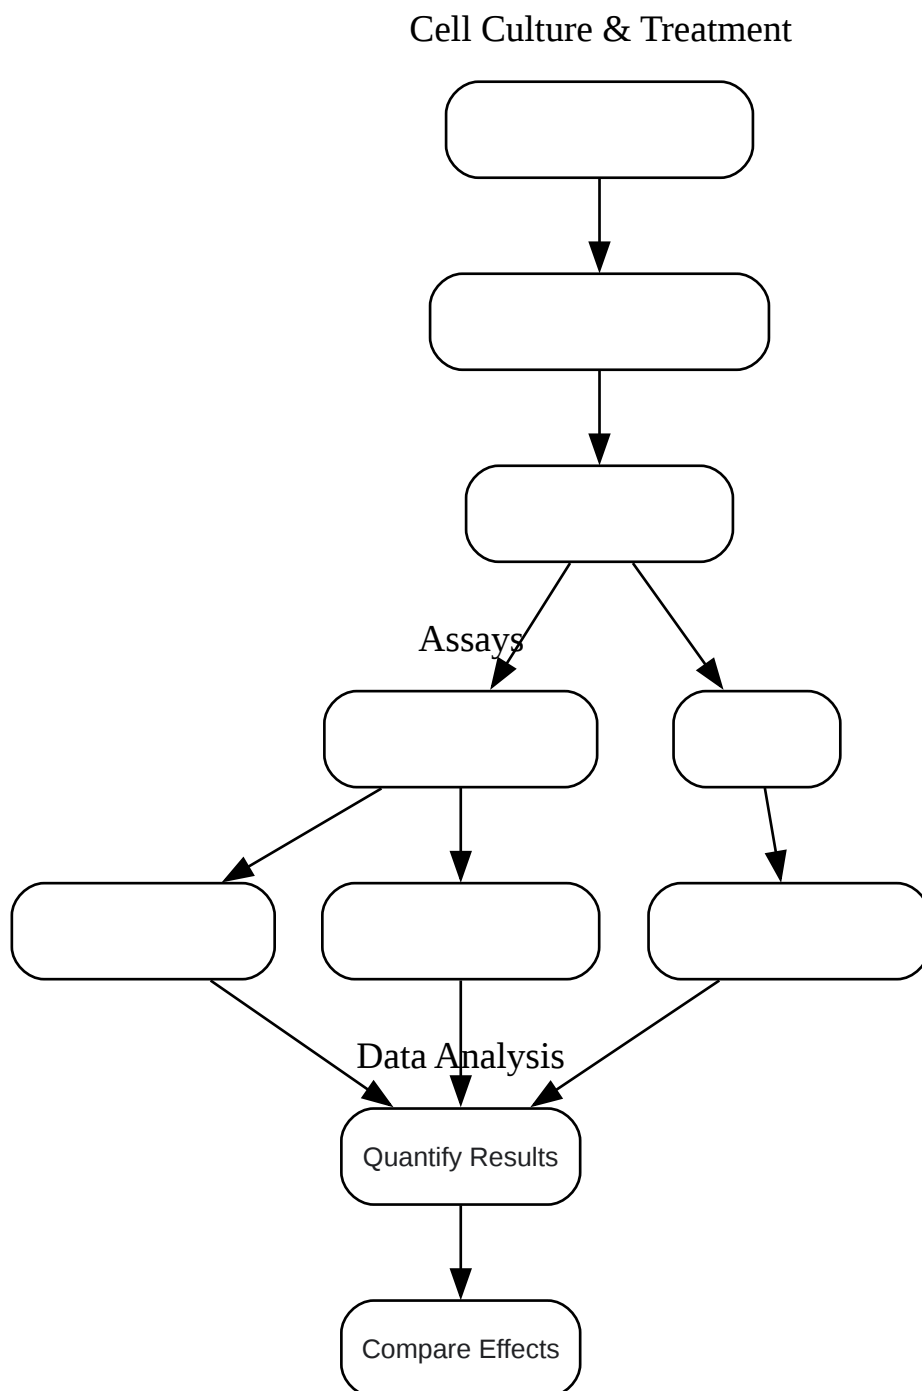 Cell Culture & Treatment
Assays
Data Analysis
Quantify Results
Compare Effects